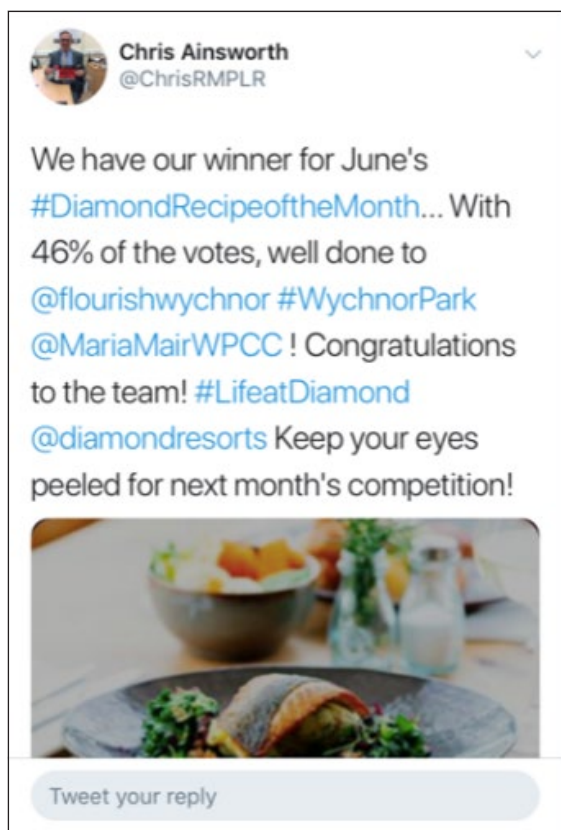 Chris Ainsworth
@ChrisRMPLR
We have our winner for June's
#DiamondRecipeoftheMonth... With
46% of the votes, well done to
@flourishwychnor #WychnorPark
@MariaMairWPCC ! Congratulations
to the team! #LifeatDiamond
@diamondresorts Keep your eyes
peeled for next month's competition!
Tweet your reply